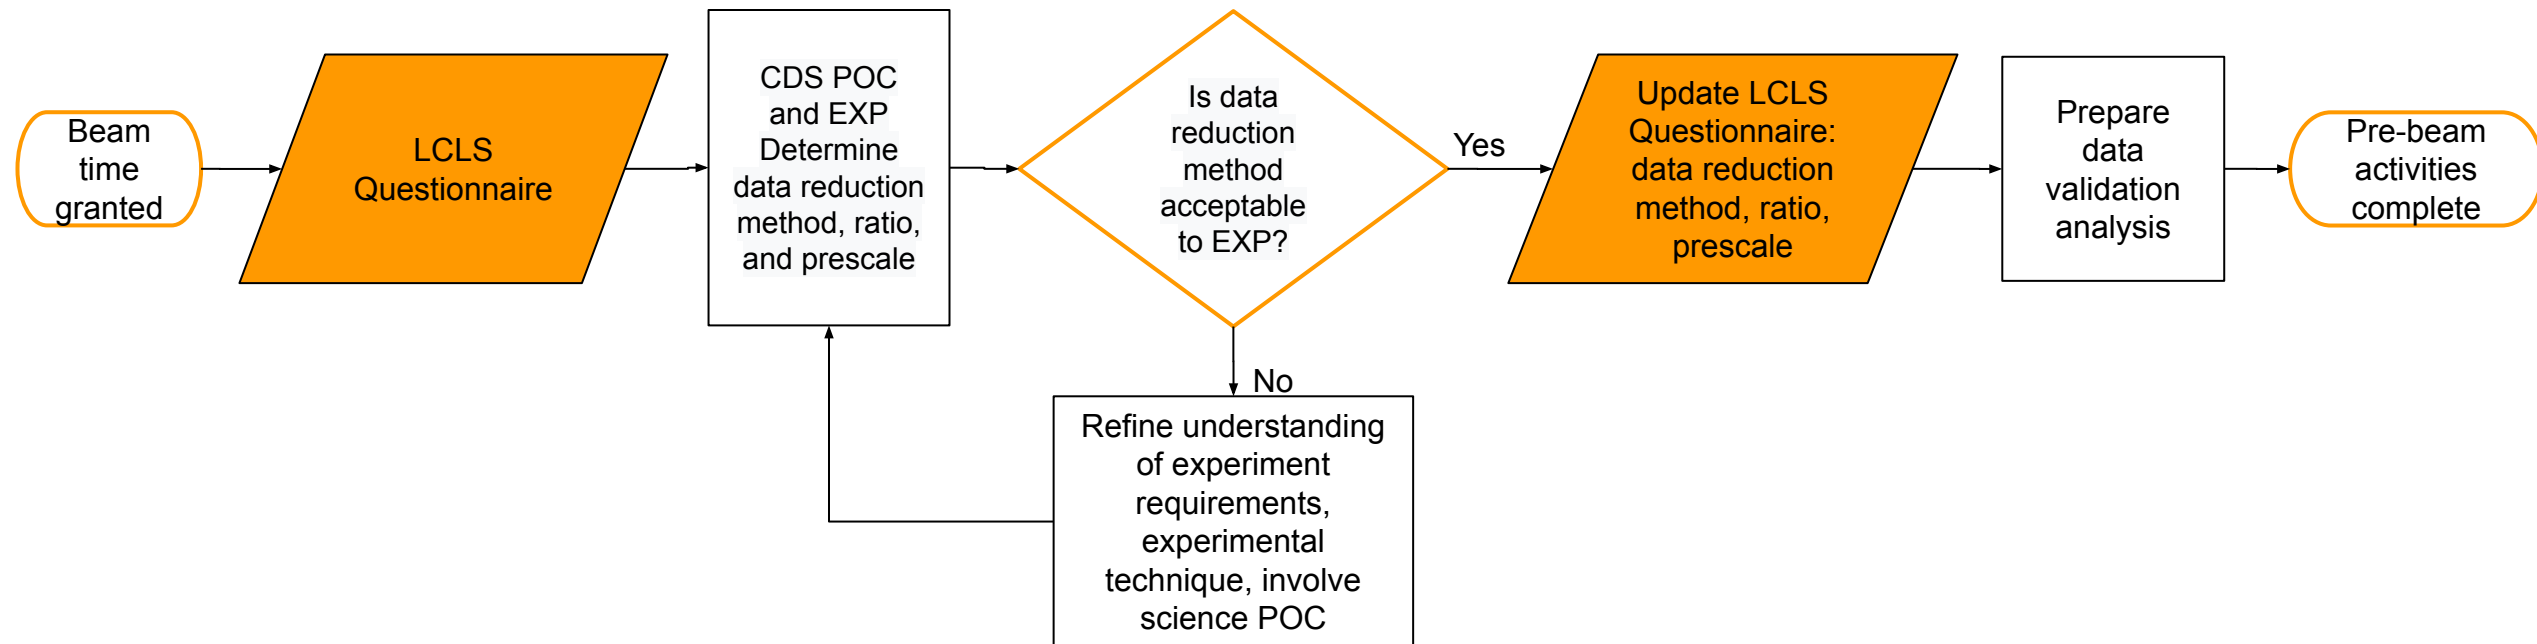 Beam
time
granted
LCLS
Questionnaire
CDS POC
and EXP
Determine
data reduction
method, ratio,
and prescale
Is data
reduction
method
acceptable
to EXP?
Yes
No
Refine understanding
of experiment
requirements,
experimental
technique, involve
science POC
Update LCLS
Questionnaire:
data reduction
method, ratio,
prescale
Prepare
data
validation
analysis
Pre-beam
activities
complete